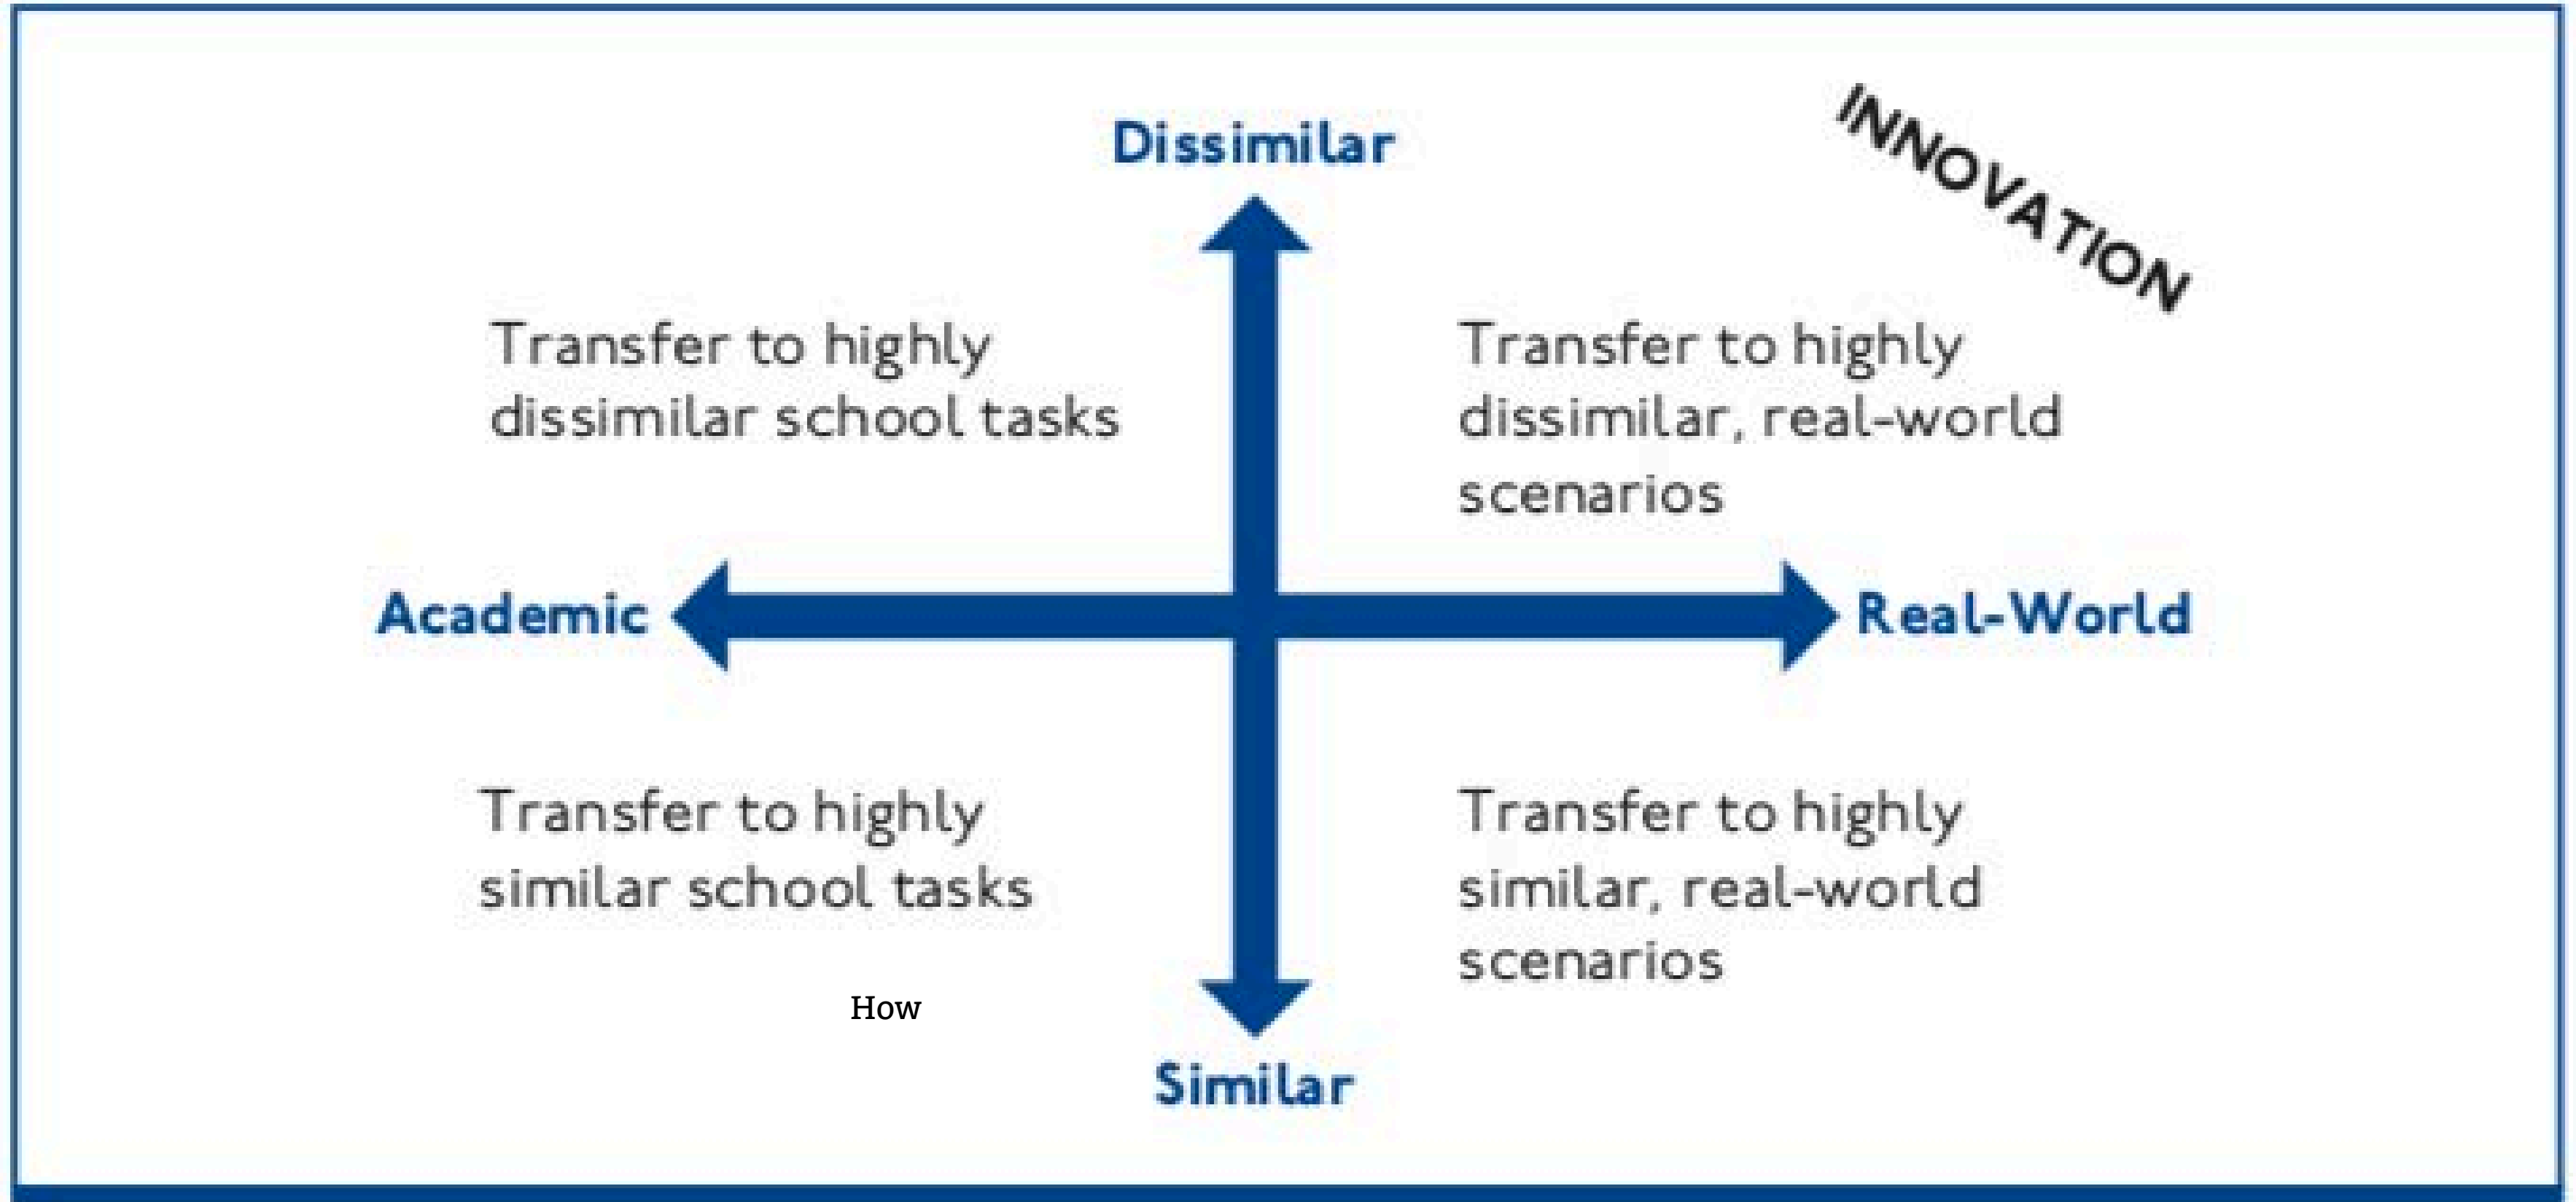 Dissimilar
INNOVATION
Transfer to highly
dissimilar school tasks
Transfer to highly
dissimilar, real-world
scenarios
Academic
Real-World
Transfer to highly
similar school tasks
Transfer to highly
similar, real-world
scenarios
How
Similar